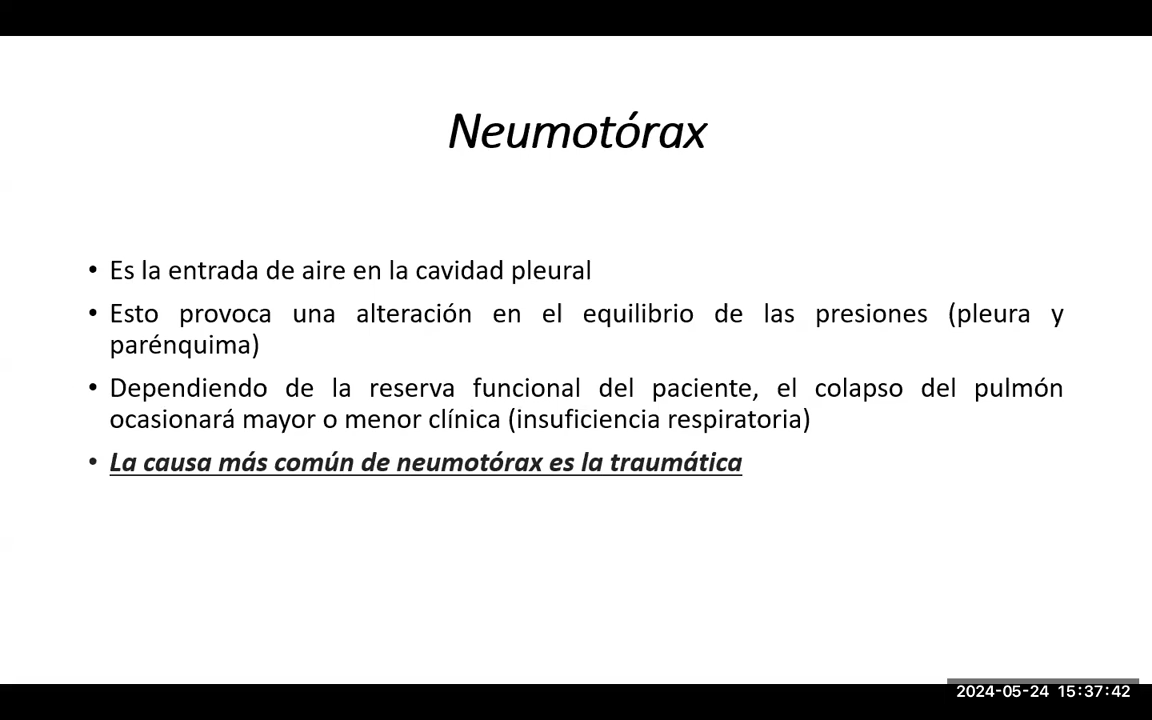 Neumotórax
• Es la entrada de aire en la cavidad pleural
• Esto provoca una alteración en el equilibrio de las presiones (pleura y
parénquima)
• Dependiendo de la reserva funcional del paciente, el colapso del pulmón
ocasionará mayor o menor clínica (insuficiencia respiratoria)
• La causa más común de neumotórax es la traumática
2024-05-24 15:37:42